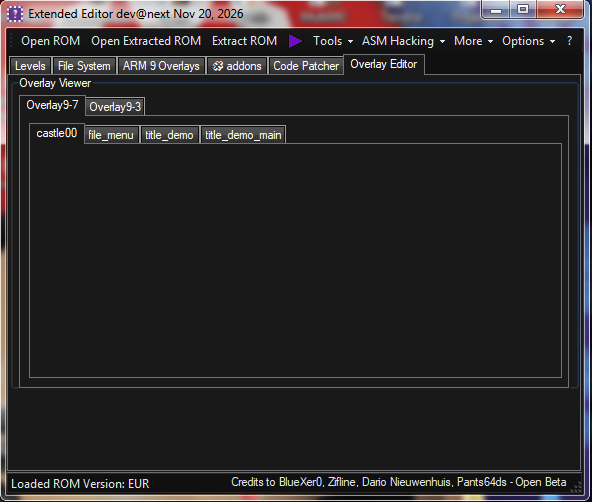 Extended Editor dev@next Nov 20, 2026
Open ROM Open Extracted ROM Extract ROM Tools ASM Hacking More Options ?
Levels File System ARM 9 Overlays addons Code Patcher Overlay Editor
Overlay Viewer
Overlay9-7 Overlay9-3
castle00 file_menu title_demo title_demo_main
Loaded ROM Version: EUR Credits to BlueXer0, Zifline, Dario Nieuwenhuis, Pants64ds - Open Beta